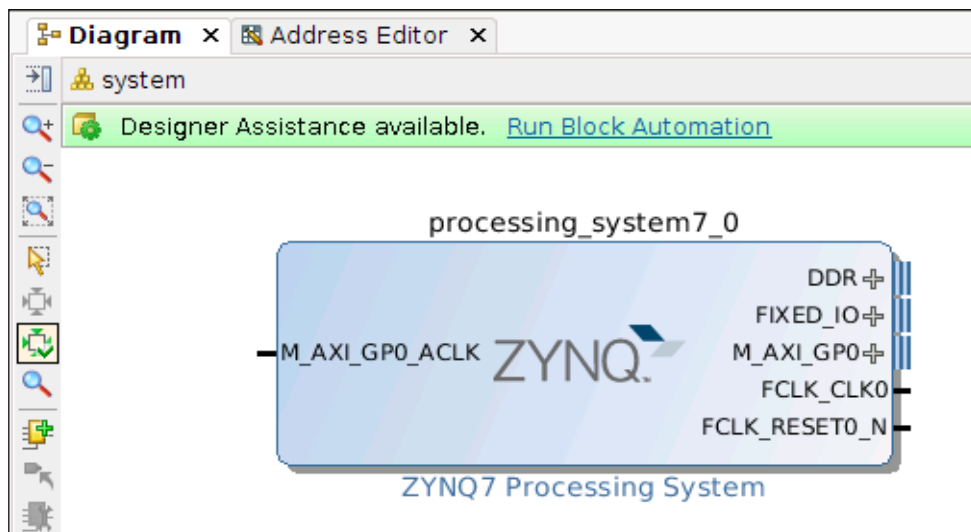 Diagram × Address Editor ×
system
Designer Assistance available. Run Block Automation
processing_system7_0
DDR
FIXED_IO
M_AXI_GP0_ACLK ZYNQ M_AXI_GP0
FCLK_CLK0
FCLK_RESET0_N
ZYNQ7 Processing System